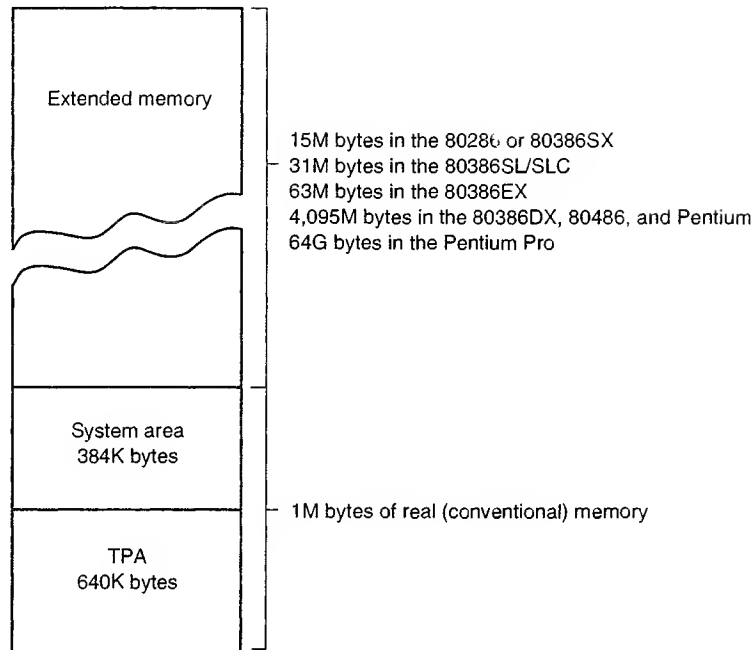 Extended memory
15M bytes in the 80286 or 80386SX
31M bytes in the 80386SL/SLC
63M bytes in the 80386EX
4,095M bytes in the 80386DX, 80486, and Pentium
64G bytes in the Pentium Pro
System area
384K bytes
1M bytes of real (conventional) memory
TPA
640K bytes